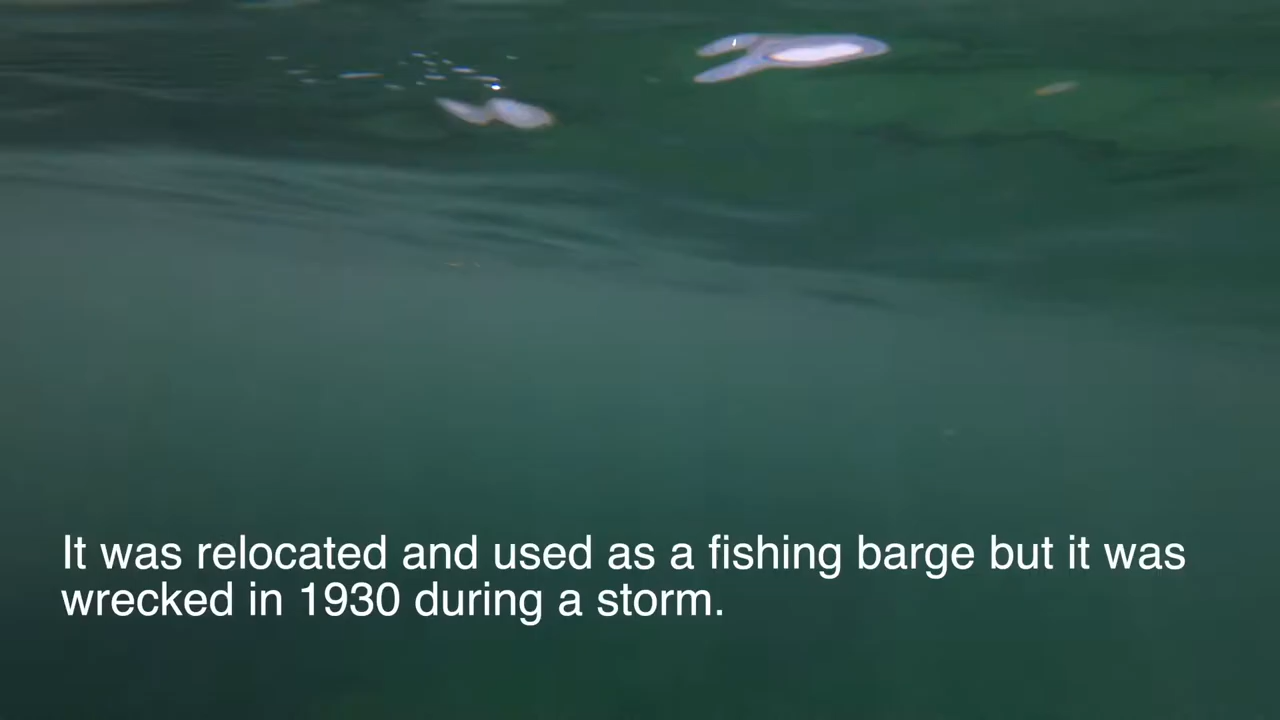 It was relocated and used as a fishing barge but it was
wrecked in 1930 during a storm.